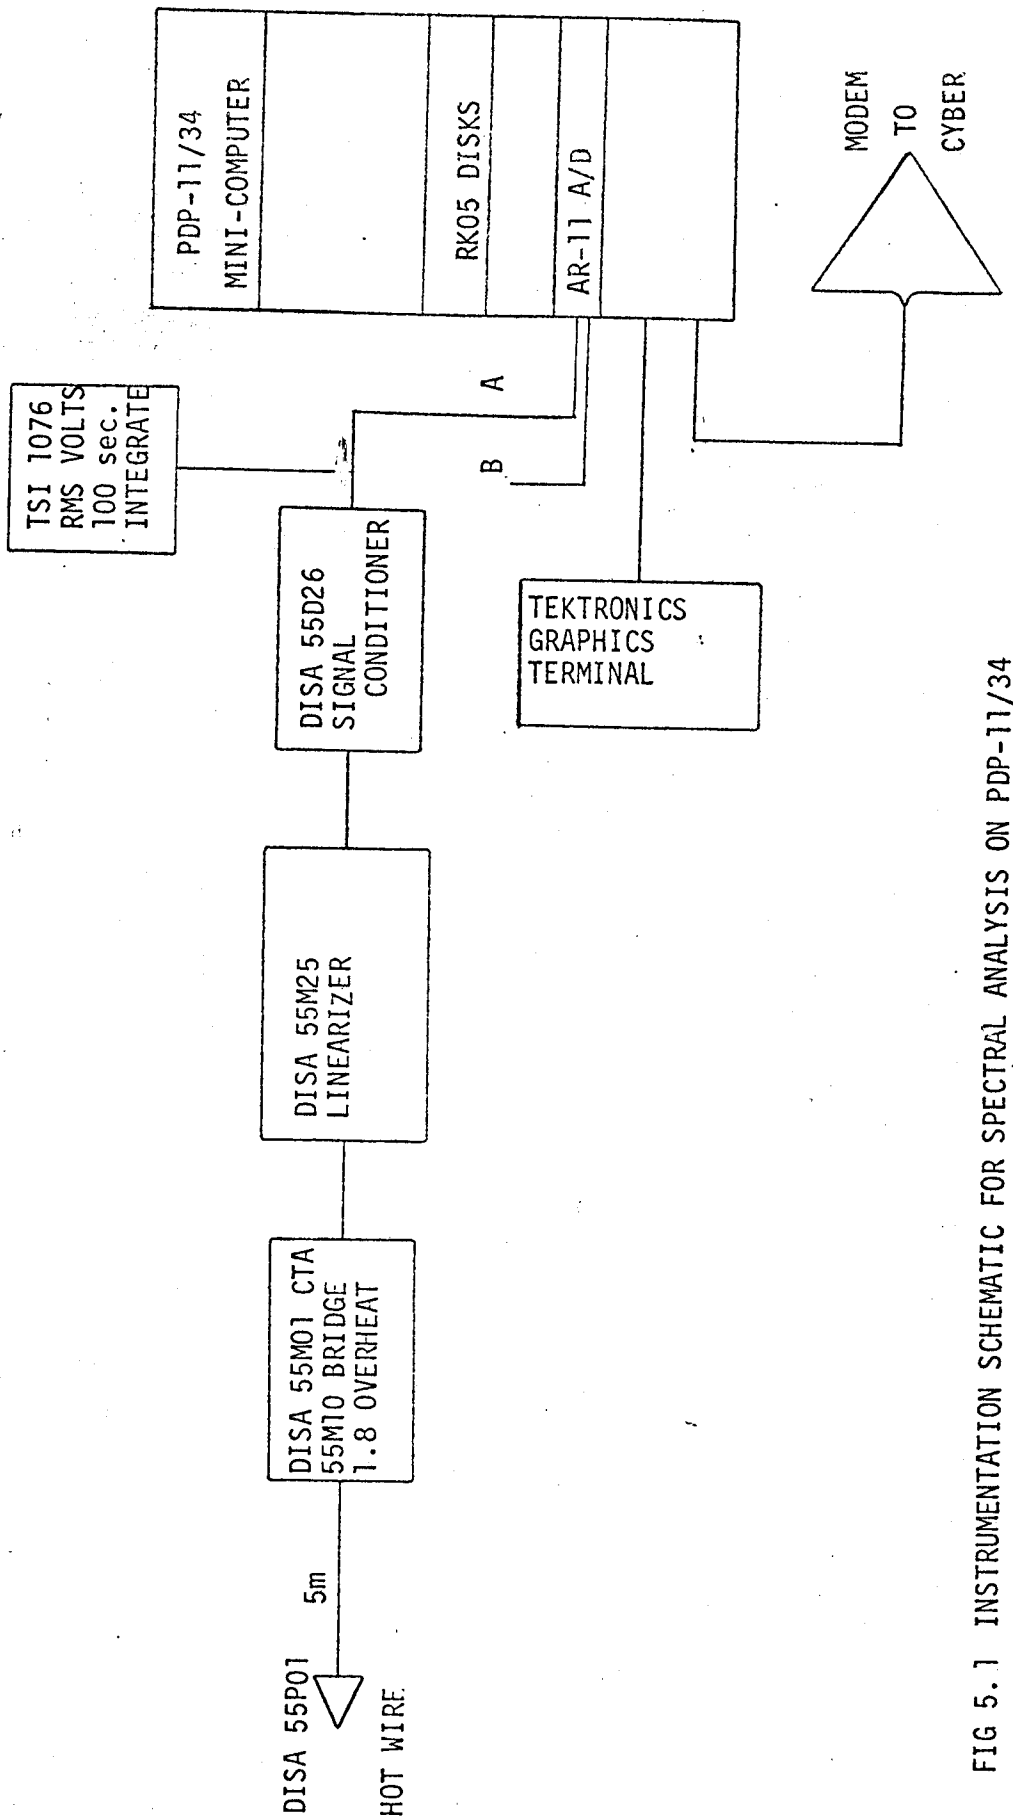 DISA 55P01
HOT WIRE
5m
DISA 55M01 CTA
55M10 BRIDGE
1.8 OVERHEAT
DISA 55M25
LINEARIZER
DISA 55D26
SIGNAL
CONDITIONER
TSI 1076
RMS VOLTS
100 sec.
INTEGRATE
A
B
PDP-11/34
MINI-COMPUTER
RK05 DISKS
AR-11 A/D
TEKTRONICS
GRAPHICS
TERMINAL
MODEM
TO
CYBER
FIG 5.1 INSTRUMENTATION SCHEMATIC FOR SPECTRAL ANALYSIS ON PDP-11/34